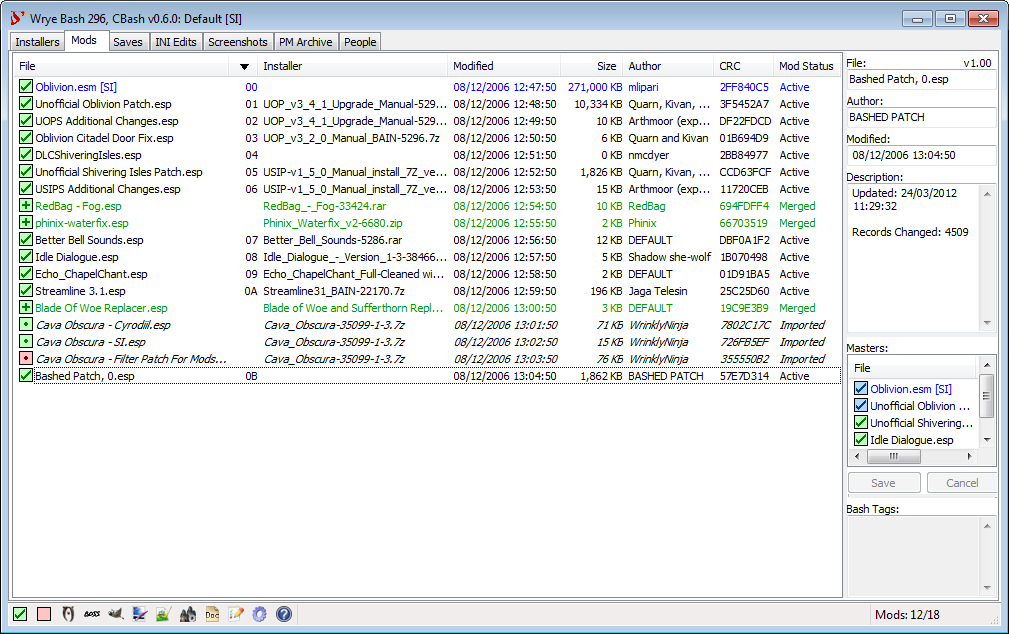 Wrye Bash 296, CBash v0.6.0: Default [SI]
Installers Mods Saves INI Edits Screenshots PM Archive People
File Installer Modified Size Author CRC Mod Status
Oblivion.esm [SI] 00 08/12/2006 12:47:50 271,000 KB mlipari 2FF840C5 Active
Unofficial Oblivion Patch.esp 01 UOP_v3_4_1_Upgrade_Manual-529... 08/12/2006 12:48:50 10,334 KB Quarn, Kivan, ... 3F5452A7 Active
UOPS Additional Changes.esp 02 UOP_v3_4_1_Upgrade_Manual-529... 08/12/2006 12:49:50 10 KB Arthmoor (exp... DF22FDCD Active
Oblivion Citadel Door Fix.esp 03 UOP_v3_2_0_Manual_BAIN-5296.7z 08/12/2006 12:50:50 6 KB Quarn and Kivan 01B694D9 Active
DLCShiveringIsles.esp 04 08/12/2006 12:51:50 0 KB nmcdyer 2BB84977 Active
Unofficial Shivering Isles Patch.esp 05 USIP-v1_5_0_Manual_install_7Z_ve... 08/12/2006 12:52:50 1,826 KB Quarn, Kivan, ... CCD63FCF Active
USIPS Additional Changes.esp 06 USIP-v1_5_0_Manual_install_7Z_ve... 08/12/2006 12:53:50 15 KB Arthmoor (exp... 11720CEB Active
RedBag - Fog.esp RedBag_-_Fog-33424.rar 08/12/2006 12:54:50 10 KB RedBag 694FDFF4 Merged
phinix-waterfix.esp Phinix_Waterfix_v2-6680.zip 08/12/2006 12:55:50 2 KB Phinix 66703519 Merged
Better Bell Sounds.esp 07 Better_Bell_Sounds-5286.rar 08/12/2006 12:56:50 12 KB DEFAULT DBF0A1F2 Active
Idle Dialogue.esp 08 Idle_Dialogue_-_Version_1-3-38466... 08/12/2006 12:57:50 5 KB Shadow she-wolf 1B070498 Active
Echo_ChapelChant.esp 09 Echo_ChapelChant_Full-Cleaned wi... 08/12/2006 12:58:50 2 KB DEFAULT 01D91BA5 Active
Streamline 3.1.esp 0A Streamline31_BAIN-22170.7z 08/12/2006 12:59:50 196 KB Jaga Telesin 25C25D60 Active
Blade Of Woe Replacer.esp Blade of Woe and Sufferthorn Repl... 08/12/2006 13:00:50 3 KB DEFAULT 19C9E3B9 Merged
Cava Obscura - Cyrodiil.esp Cava_Obscura-35099-1-3.7z 08/12/2006 13:01:50 71 KB WrinklyNinja 7802C17C Imported
Cava Obscura - SI.esp Cava_Obscura-35099-1-3.7z 08/12/2006 13:02:50 15 KB WrinklyNinja 726FB5EF Imported
Cava Obscura - Filter Patch For Mods... Cava_Obscura-35099-1-3.7z 08/12/2006 13:03:50 76 KB WrinklyNinja 355550B2 Imported
Bashed Patch, 0.esp 0B 08/12/2006 13:04:50 1,862 KB BASHED PATCH 57E7D314 Active
File: v1.00
Bashed Patch, 0.esp
Author:
BASHED PATCH
Modified:
08/12/2006 13:04:50
Description:
Updated: 24/03/2012
11:29:32
Records Changed: 4509
Masters:
File
Oblivion.esm [SI]
Unofficial Oblivion ...
Unofficial Shivering...
Idle Dialogue.esp
Save Cancel
Bash Tags:
BOSS Doc Mods: 12/18